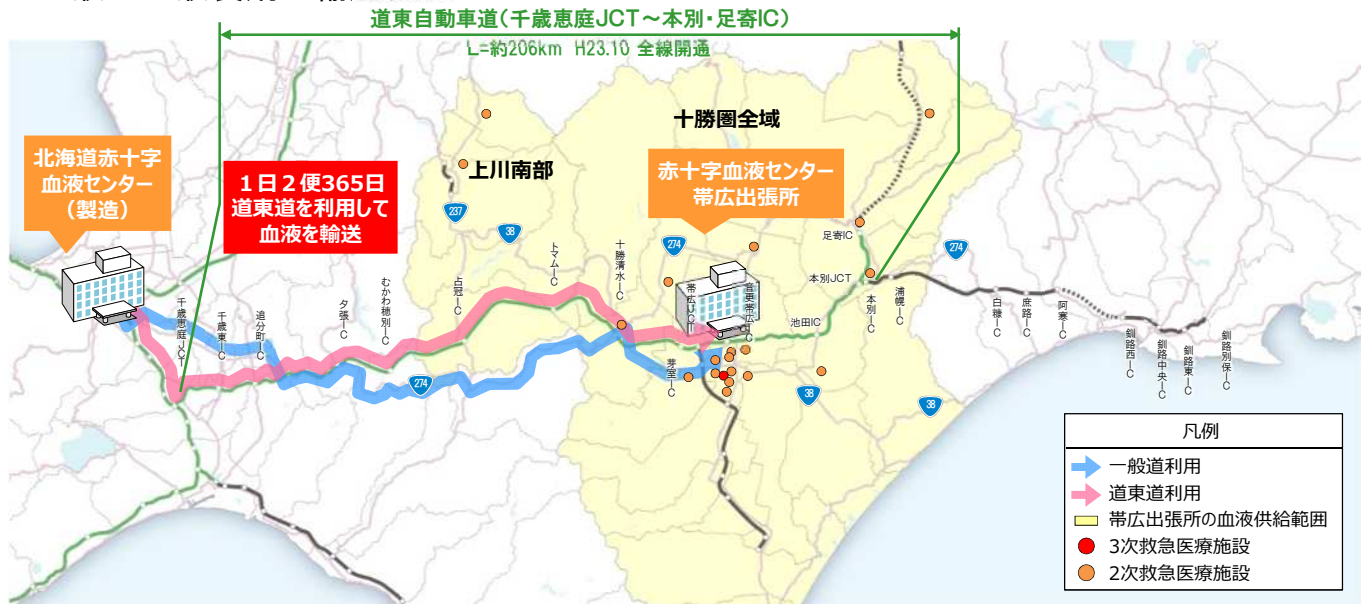 道東自動車道(千歳恵庭JCT～本別・足寄IC)
L=約206km H23.10 全線開通
北海道赤十字
血液センター
（製造）
１日２便365日
道東道を利用して
血液を輸送
上川南部
十勝圏全域
赤十字血液センター
帯広出張所
237
38
274
274
274
38
38
千歳恵庭JCT
千歳東IC
追分町IC
夕張IC
むかわ穂別IC
占冠IC
トマムIC
十勝清水IC
芽室IC
帯広JCT
音更帯広IC
池田IC
本別JCT
足寄IC
本別IC
浦幌IC
白糠IC
庶路IC
阿寒IC
釧路西IC
釧路中央IC
釧路東IC
釧路別保IC
凡例
一般道利用
道東道利用
帯広出張所の血液供給範囲
3次救急医療施設
2次救急医療施設